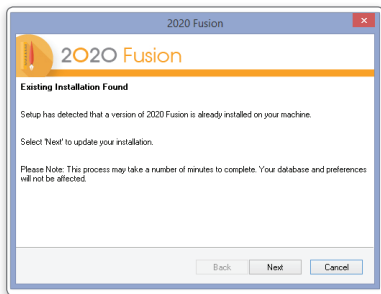 2020 Fusion
2020 Fusion
Existing Installation Found
Setup has detected that a version of 2020 Fusion is already installed on your machine.
Select 'Next' to update your installation.
Please Note: This process may take a number of minutes to complete. Your database and preferences
will not be affected.
Back Next Cancel